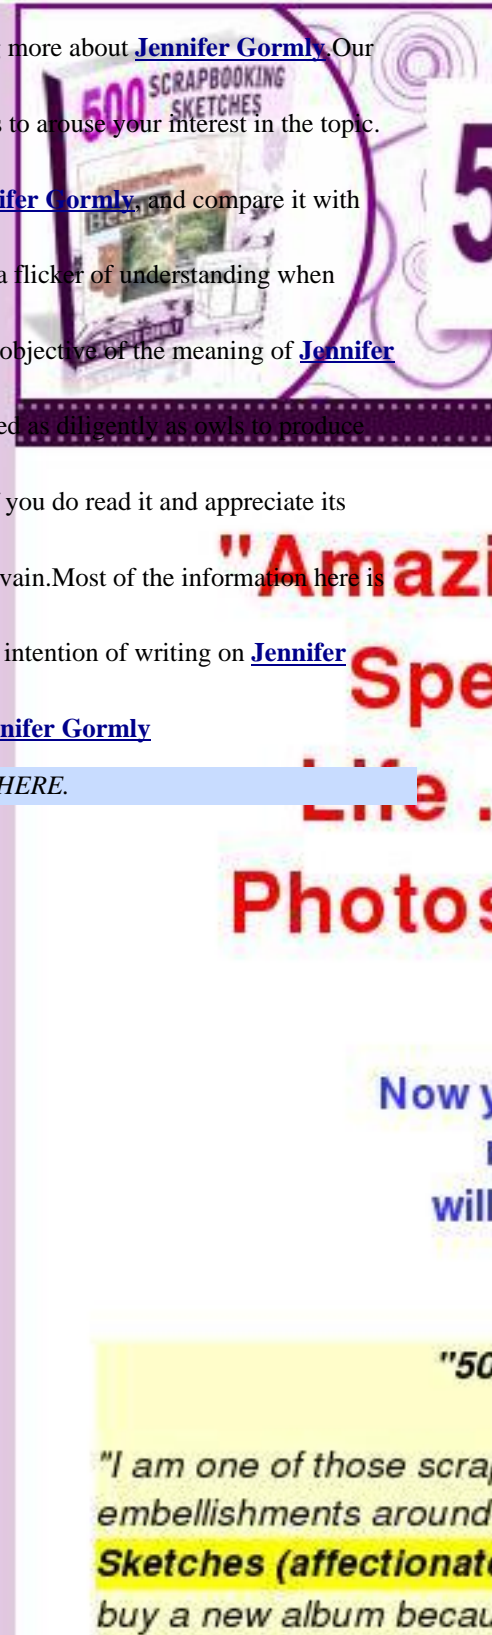 more about Jennifer Gormly.Our
500 SCRAPBOOKING
SKETCHES
to arouse your interest in the topic.
Gormly, and compare it with
a flicker of understanding when
objective of the meaning of Jennifer
as diligently as owls to produce
you do read it and appreciate its
vain.Most of the information here is
intention of writing on Jennifer
Gormly
HERE.
5
"Amazi
Spe
Life .
Photos
Now y
will
"50
"I am one of those scrap
embellishments around
Sketches (affectionate
buy a new album becau